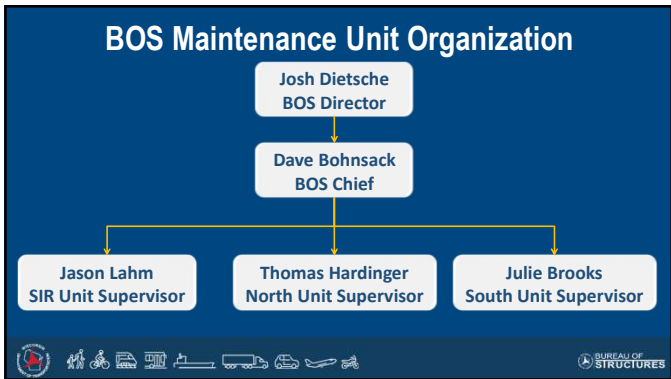 BOS Maintenance Unit Organization
Josh Dietsche
BOS Director
Dave Bohnsack
BOS Chief
Jason Lahm
SIR Unit Supervisor
Thomas Hardinger
North Unit Supervisor
Julie Brooks
South Unit Supervisor
BUREAU OF
STRUCTURES